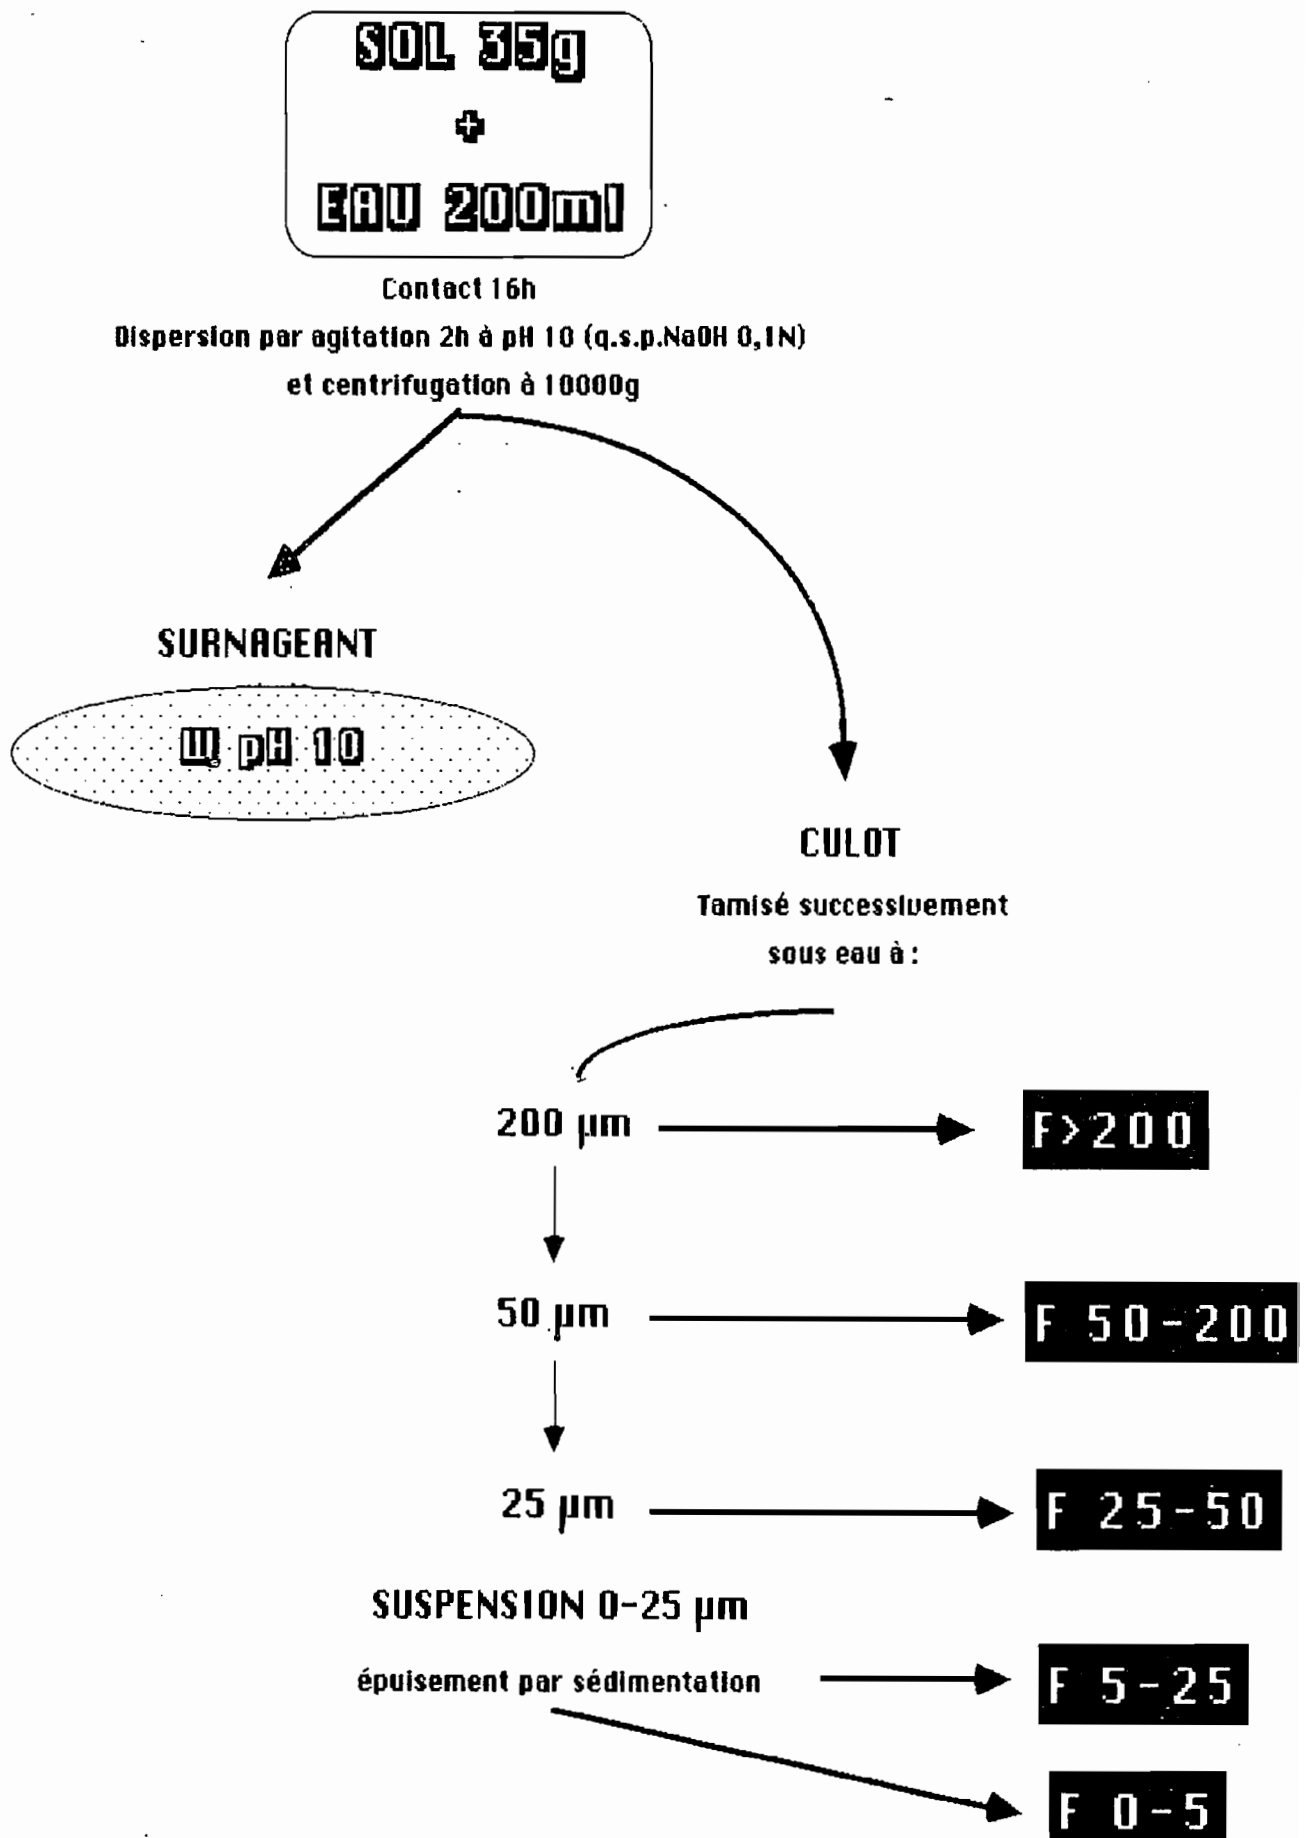 SOL 35g
+
EAU 200ml
Contact 16h
Dispersion par agitation 2h à pH 10 (q.s.p.NaOH 0,1N)
et centrifugation à 10000g
SURNAGEANT
pH 10
CULOT
Tamisé successivement
sous eau à :
200 µm
F>200
50 µm
F 50-200
25 µm
F 25-50
SUSPENSION 0-25 µm
épuisement par sédimentation
F 5-25
F 0-5